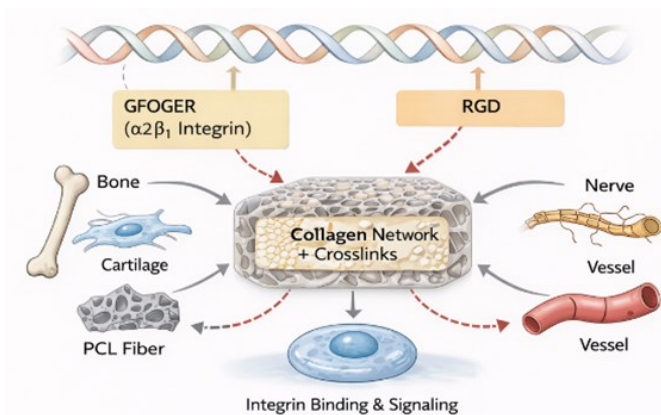 GFOGER
(α2β₁ Integrin)
RGD
Bone
Cartilage
PCL Fiber
Collagen Network
+ Crosslinks
Nerve
Vessel
Vessel
Integrin Binding & Signaling